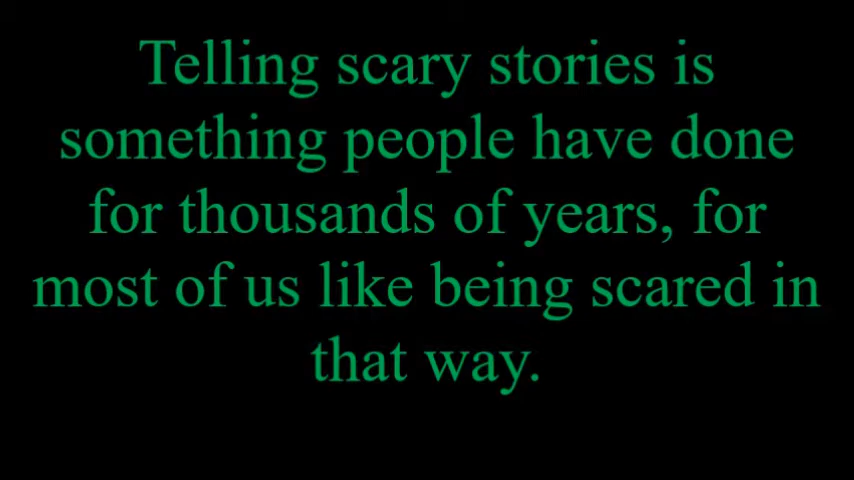 Telling scary stories is
something people have done
for thousands of years, for
most of us like being scared in
that way.